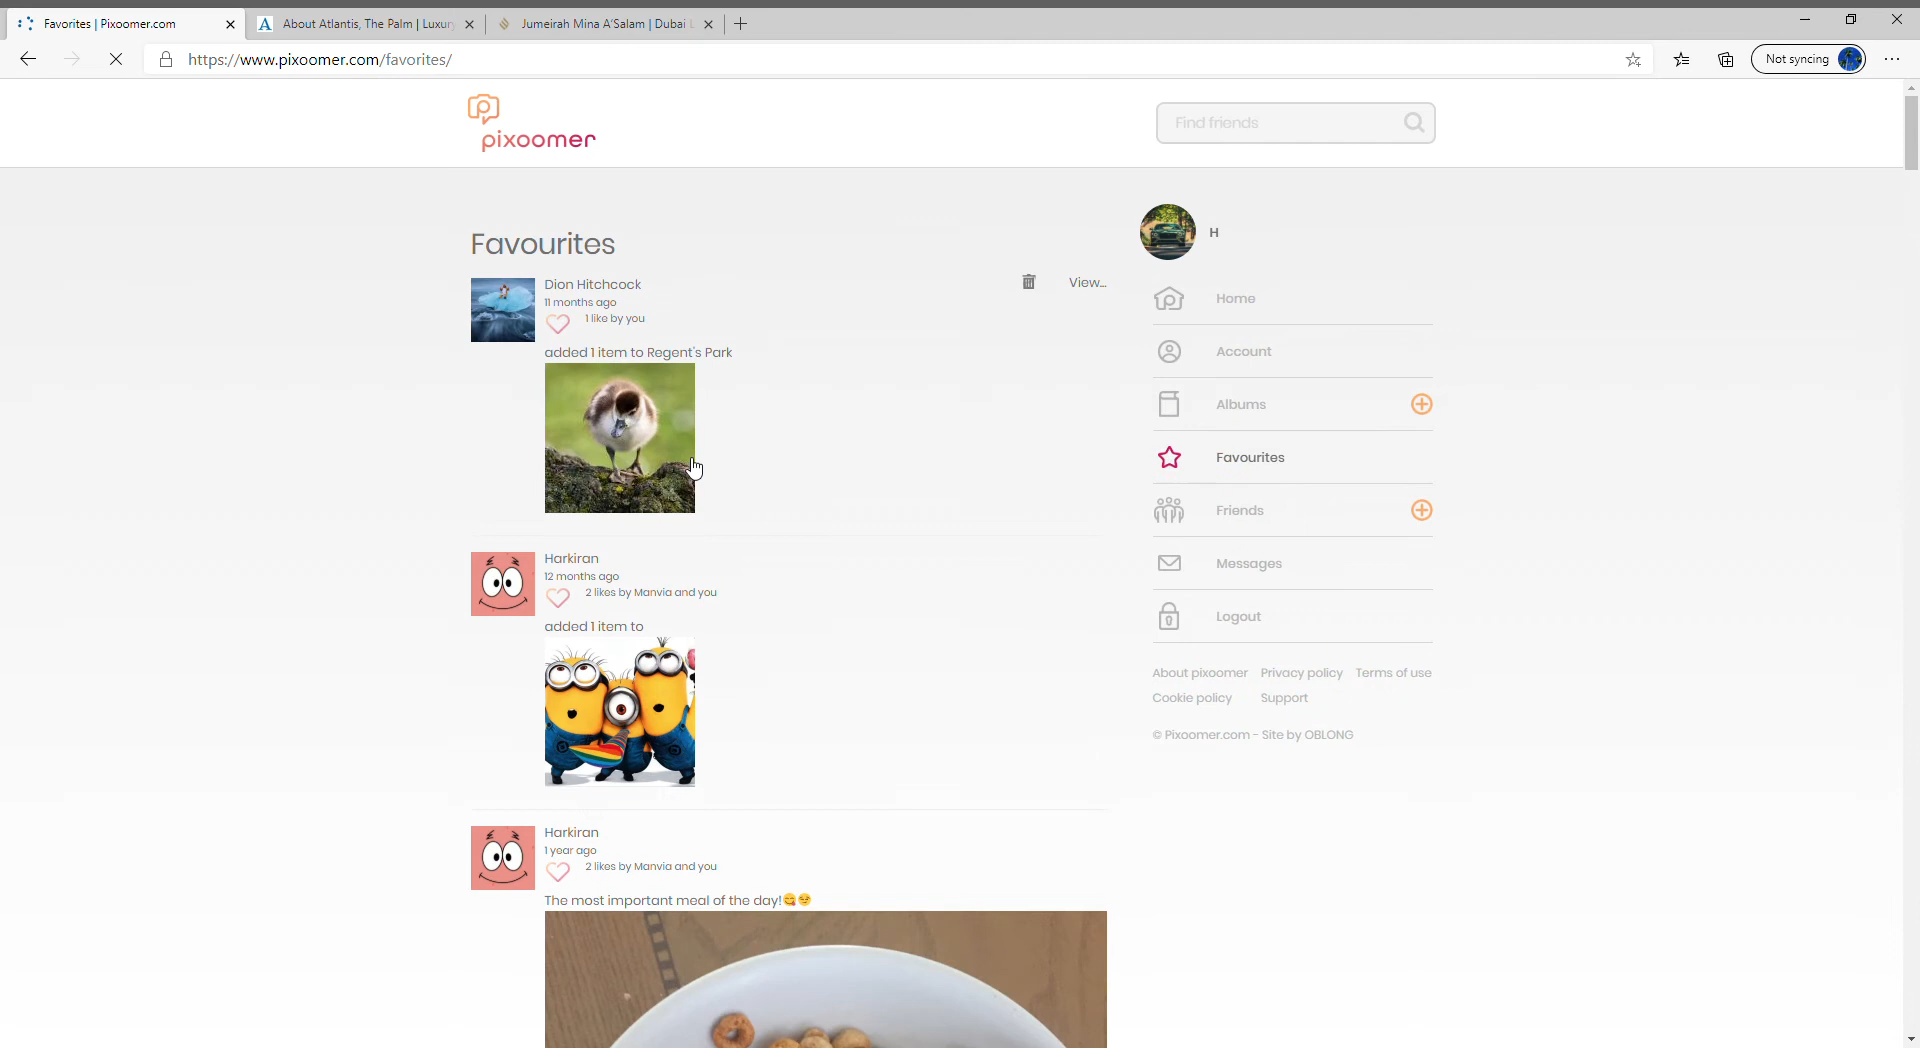 Favorites | Pixoomer.com
About Atlantis, The Palm | Luxury
Jumeirah Mina A'Salam | Dubai L
https://www.pixoomer.com/favorites/
Not syncing
pixoomer
Find friends
Favourites
H
Dion Hitchcock
View...
11 months ago
1 like by you
added 1 item to Regent's Park
Harkiran
12 months ago
2 likes by Manvia and you
added 1 item to
Harkiran
1 year ago
2 likes by Manvia and you
The most important meal of the day!😋😏
Home
Account
Albums
Favourites
Friends
Messages
Logout
About pixoomer Privacy policy Terms of use
Cookie policy Support
© Pixoomer.com - Site by OBLONG